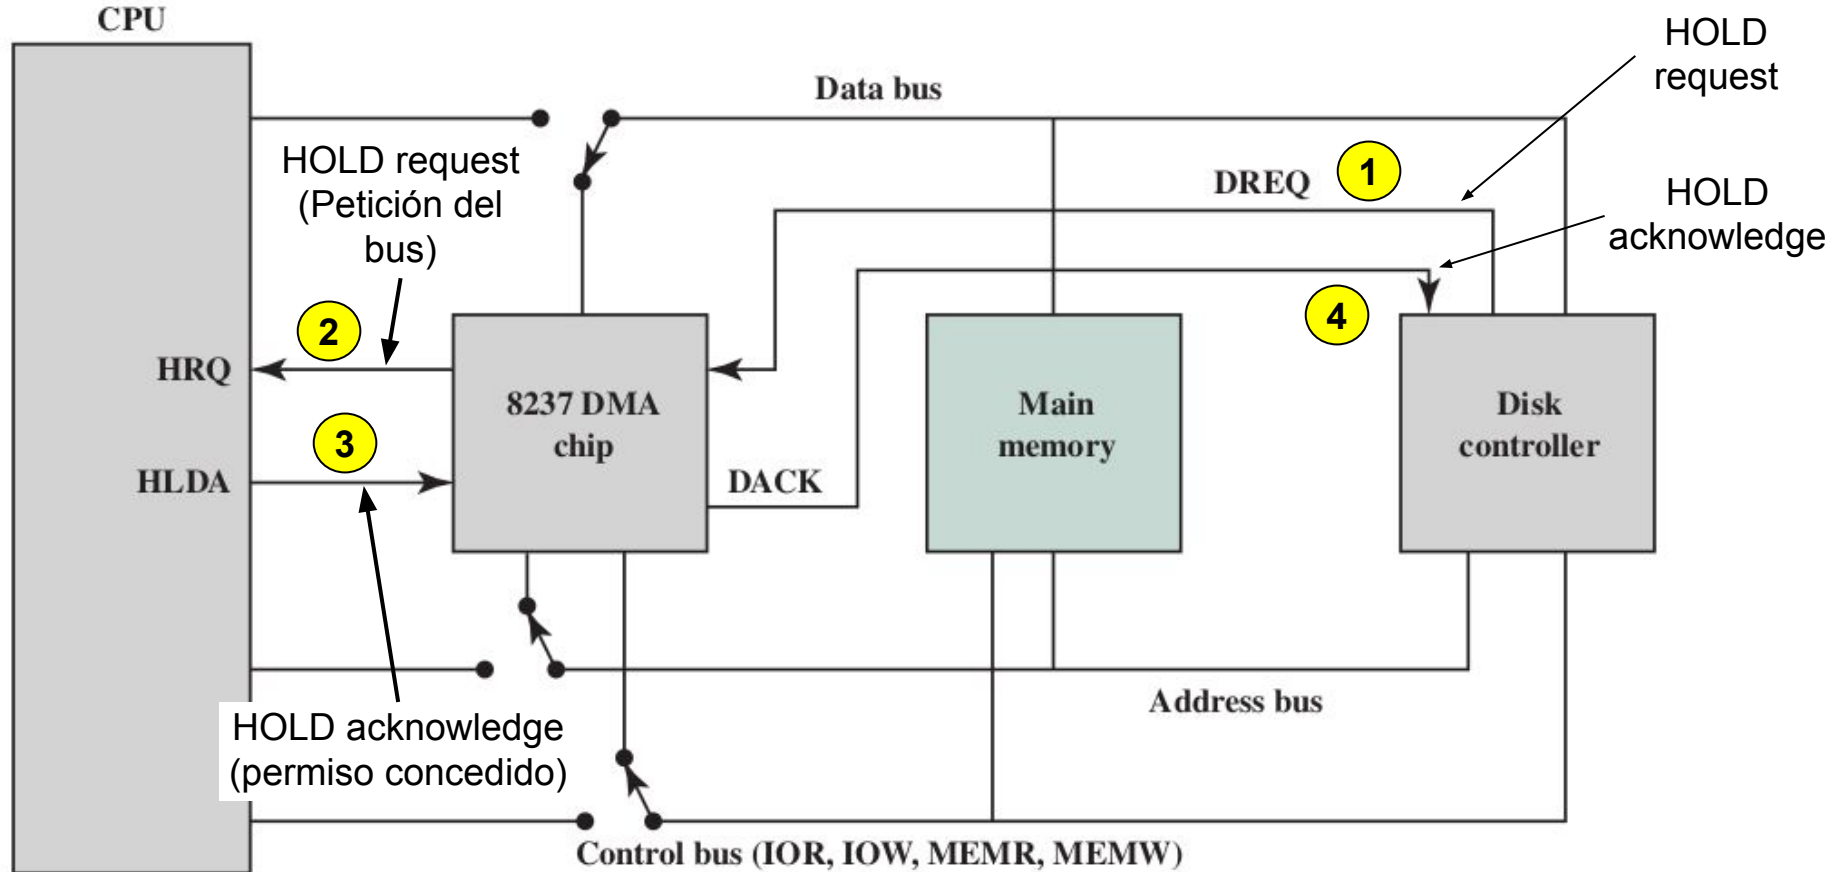 CPU
HOLD
request
Data bus
HOLD request
(Petición del
bus)
DREQ
1
HOLD
acknowledge
2
4
HRQ
8237 DMA
chip
Main
memory
Disk
controller
3
HLDA
DACK
Address bus
HOLD acknowledge
(permiso concedido)
Control bus (IOR, IOW, MEMR, MEMW)